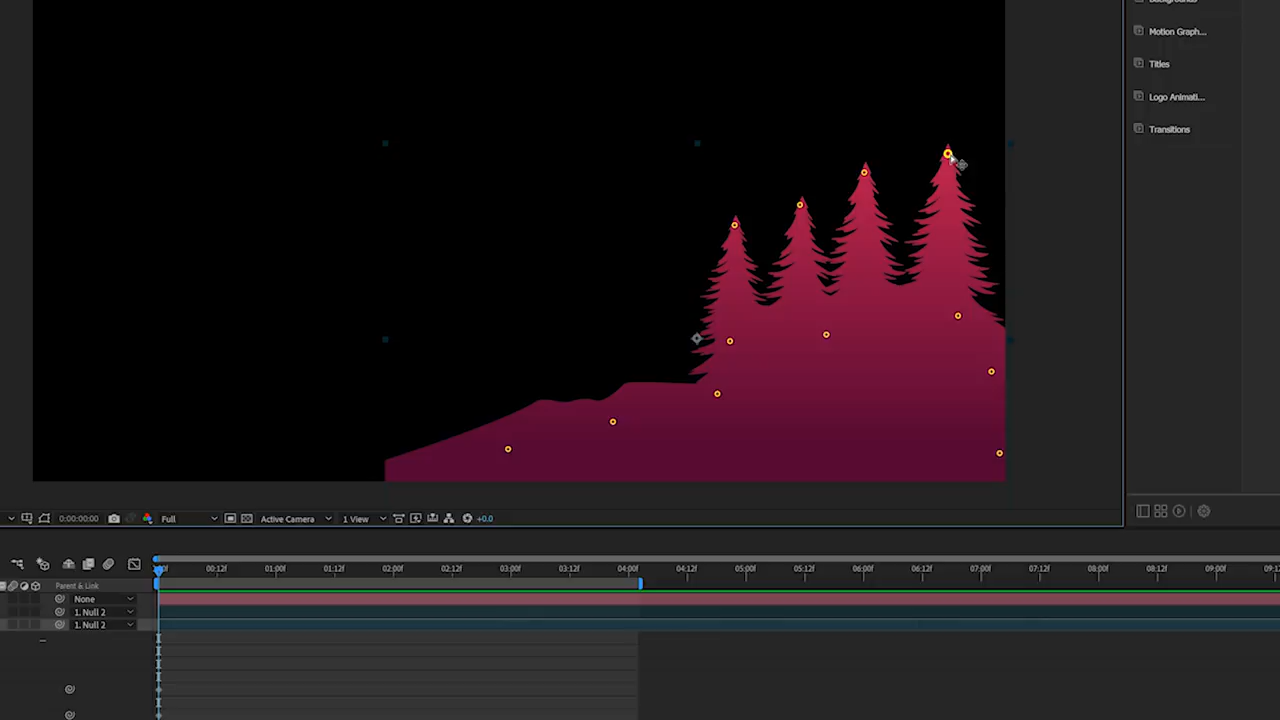 Backgrounds
Motion Graph...
Titles
Logo Animati...
Transitions
0:00:00:00
Full
Active Camera
1 View
+0.0
00:12f
01:00f
01:12f
02:00f
02:12f
03:00f
03:12f
04:00f
04:12f
05:00f
05:12f
06:00f
06:12f
07:00f
07:12f
08:00f
08:12f
09:00f
Parent & Link
None
1. Null 2
1. Null 2